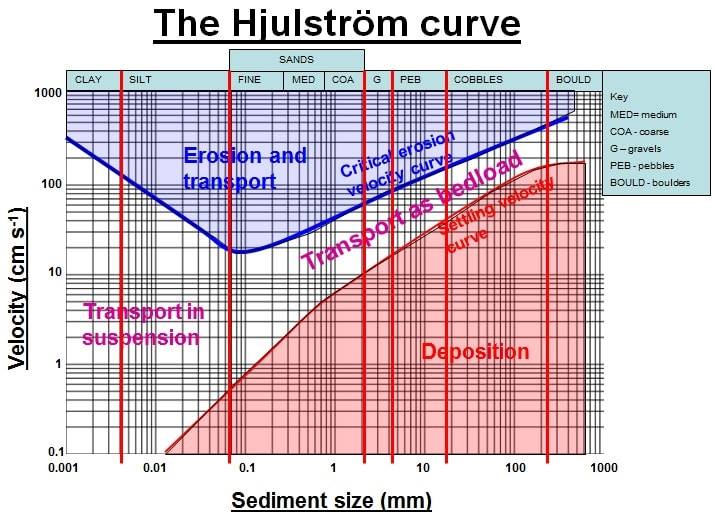 The Hjulström curve
SANDS
CLAY SILT FINE MED COA G PEB COBBLES BOULD
Key
MED= medium
COA - coarse
G – gravels
PEB - pebbles
BOULD - boulders
1000
100
10
1
0.1
Velocity (cm s-1)
Erosion and
transport
Critical erosion
velocity curve
Transport as bedload
Settling velocity
curve
Transport in
suspension
Deposition
0.001 0.01 0.1 1 10 100 1000
Sediment size (mm)